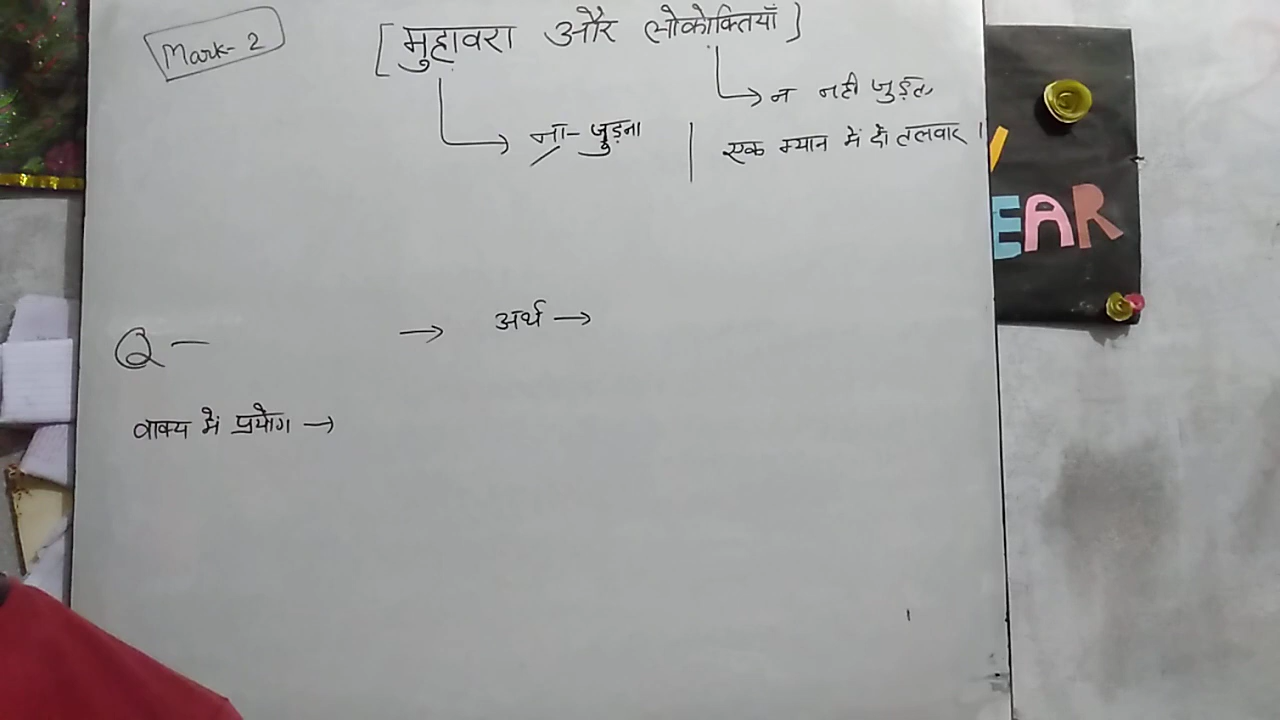 Mark- 2
[ मुहावरा और लोकोक्तियाँ ]
न नही जुड़ता
ना- जुड़ना
एक म्यान में दो तलवार ।
EAR
Q — → अर्थ →
वाक्य में प्रयोग →